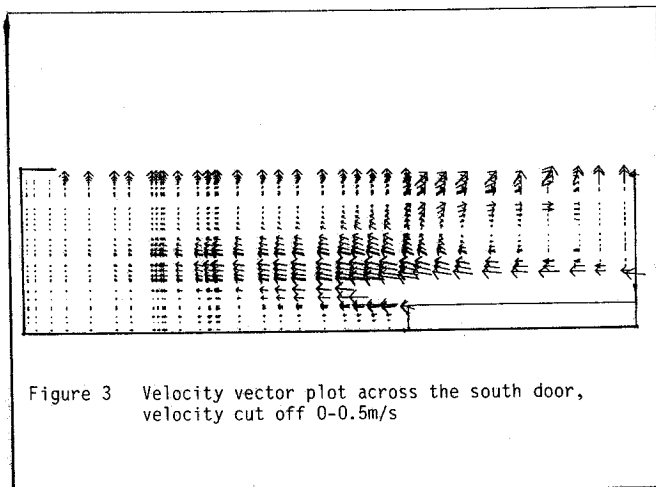 Figure 3 Velocity vector plot across the south door,
velocity cut off 0-0.5m/s